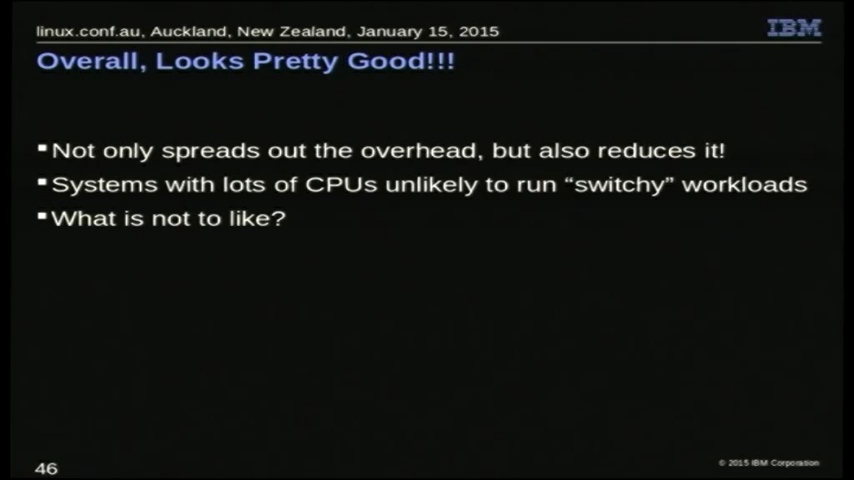 linux.conf.au, Auckland, New Zealand, January 15, 2015
IBM
Overall, Looks Pretty Good!!!
Not only spreads out the overhead, but also reduces it!
Systems with lots of CPUs unlikely to run “switchy” workloads
What is not to like?
46
© 2015 IBM Corporation